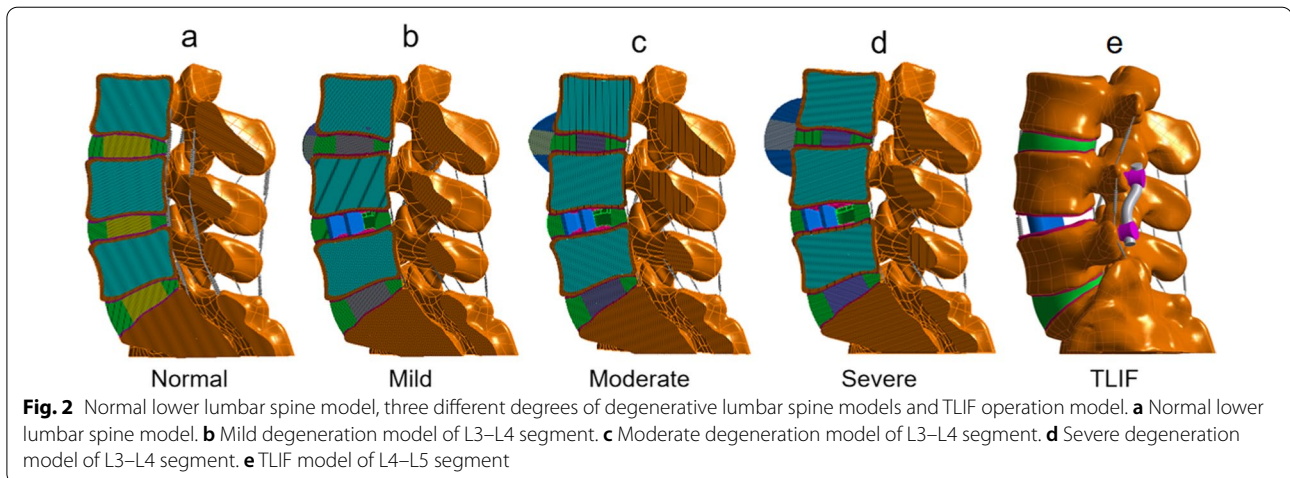 a b c d e
Normal Mild Moderate Severe TLIF
Fig. 2 Normal lower lumbar spine model, three different degrees of degenerative lumbar spine models and TLIF operation model. a Normal lower
lumbar spine model. b Mild degeneration model of L3–L4 segment. c Moderate degeneration model of L3–L4 segment. d Severe degeneration
model of L3–L4 segment. e TLIF model of L4–L5 segment